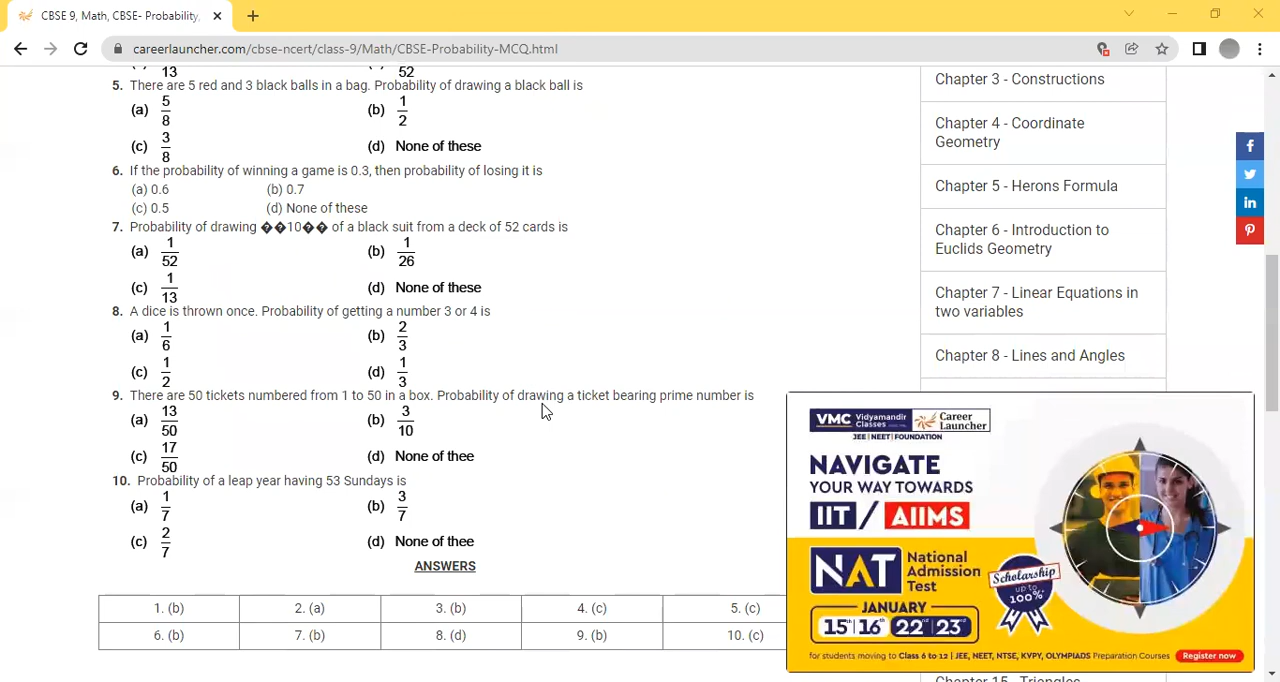 CBSE 9, Math, CBSE- Probability,
careerlauncher.com/cbse-ncert/class-9/Math/CBSE-Probability-MCQ.html
13
52
5. There are 5 red and 3 black balls in a bag. Probability of drawing a black ball is
(a) 5/8 (b) 1/2
(c) 3/8 (d) None of these
6. If the probability of winning a game is 0.3, then probability of losing it is
(a) 0.6 (b) 0.7
(c) 0.5 (d) None of these
7. Probability of drawing ��10�� of a black suit from a deck of 52 cards is
(a) 1/52 (b) 1/26
(c) 1/13 (d) None of these
8. A dice is thrown once. Probability of getting a number 3 or 4 is
(a) 1/6 (b) 2/3
(c) 1/2 (d) 1/3
9. There are 50 tickets numbered from 1 to 50 in a box. Probability of drawing a ticket bearing prime number is
(a) 13/50 (b) 3/10
(c) 17/50 (d) None of thee
10. Probability of a leap year having 53 Sundays is
(a) 1/7 (b) 3/7
(c) 2/7 (d) None of thee
ANSWERS
1. (b) 2. (a) 3. (b) 4. (c) 5. (c)
6. (b) 7. (b) 8. (d) 9. (b) 10. (c)
Chapter 3 - Constructions
Chapter 4 - Coordinate
Geometry
Chapter 5 - Herons Formula
Chapter 6 - Introduction to
Euclids Geometry
Chapter 7 - Linear Equations in
two variables
Chapter 8 - Lines and Angles
VMC Vidyamandir Classes Career Launcher
JEE | NEET | FOUNDATION
NAVIGATE
YOUR WAY TOWARDS
IIT / AIIMS
NAT National
Admission
Test
Scholarship
up to
100%
JANUARY
15th 16th 22nd 23rd
for students moving to Class 6 to 12 | JEE, NEET, NTSE, KVPY, OLYMPIADS Preparation Courses Register now
Chapter 15 - Triangles